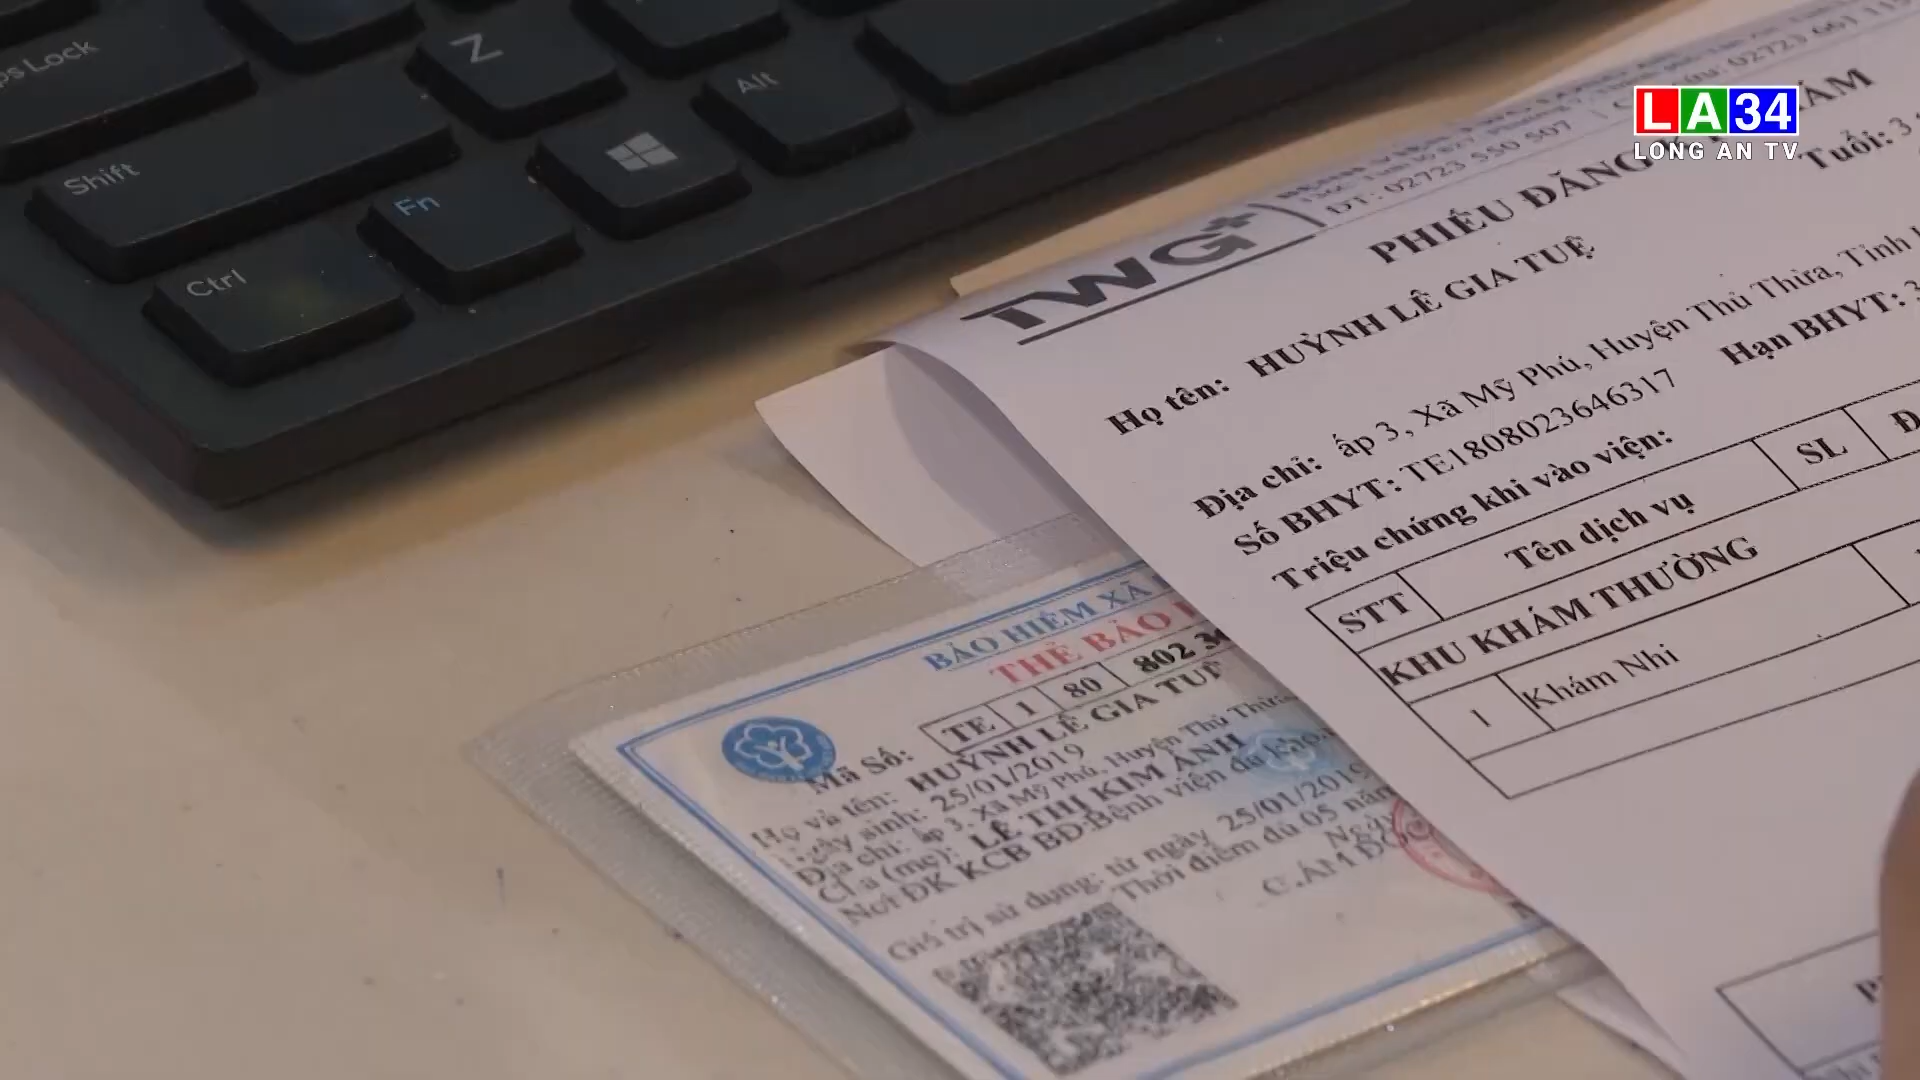 Lock
Z
Alt
Shift
Fn
Ctrl
LA34
LONG AN TV
TWG+
ĐT: 02723 550 507
PHIẾU ĐĂNG
Họ tên: HUỲNH LÊ GIA TUỆ
Tuổi: 3
Địa chỉ: ấp 3, Xã Mỹ Phú, Huyện Thủ Thừa, Tỉnh
Số BHYT: TE1808023646317
Hạn BHYT: 3
Triệu chứng khi vào viện:
STT
Tên dịch vụ
SL
KHU KHÁM THƯỜNG
1
Khám Nhi
BẢO HIỂM XÃ
THẺ BẢO
Mã Số: TE 1 80 802
Họ và tên: HUỲNH LÊ GIA TUỆ
Ngày sinh: 25/01/2019
Địa chỉ: ấp 3, Xã Mỹ Phú, Huyện Thủ Thừa
Cha (mẹ): LÊ THỊ KIM ÁNH
Nơi ĐK KCB BĐ: Bệnh viện đa khoa
Giá trị sử dụng: từ ngày 25/01/2019
Thời điểm đủ 05 năm